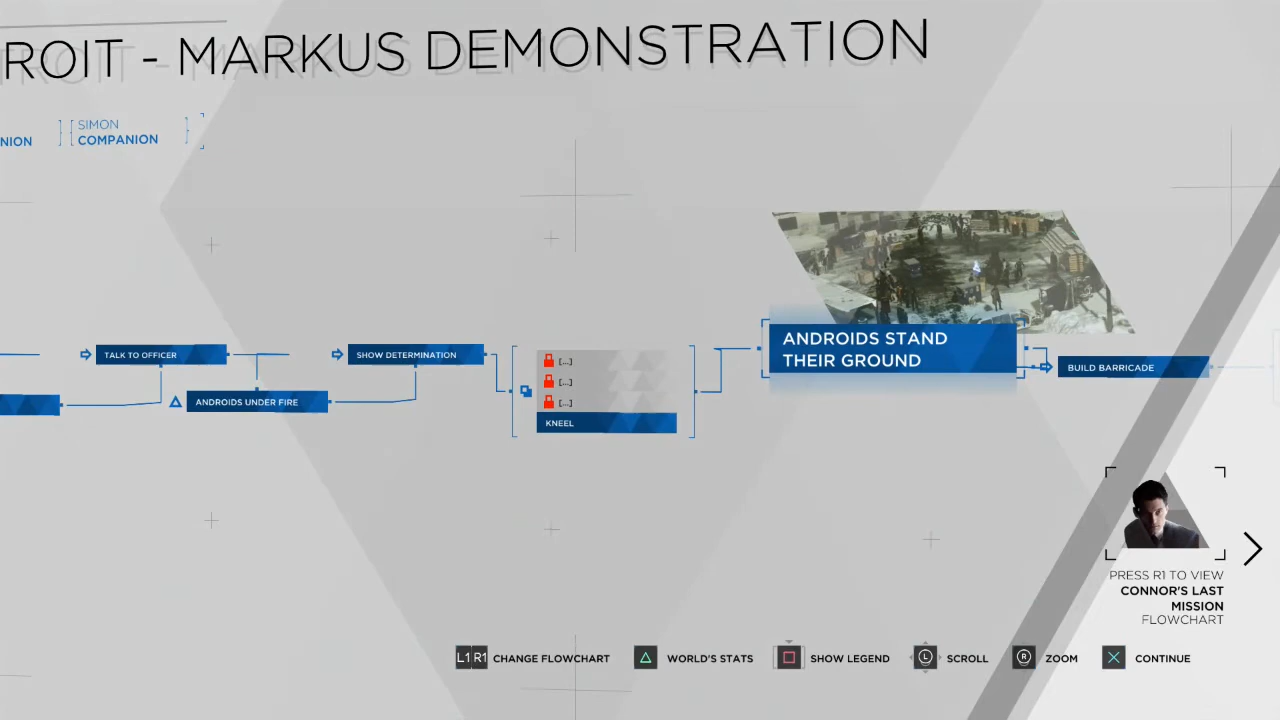 ROIT - MARKUS DEMONSTRATION
NION
SIMON
COMPANION
TALK TO OFFICER
SHOW DETERMINATION
ANDROIDS UNDER FIRE
[...]
[...]
[...]
KNEEL
ANDROIDS STAND
THEIR GROUND
BUILD BARRICADE
PRESS R1 TO VIEW
CONNOR'S LAST
MISSION
FLOWCHART
L1 R1 CHANGE FLOWCHART
WORLD'S STATS
SHOW LEGEND
L SCROLL
R ZOOM
CONTINUE